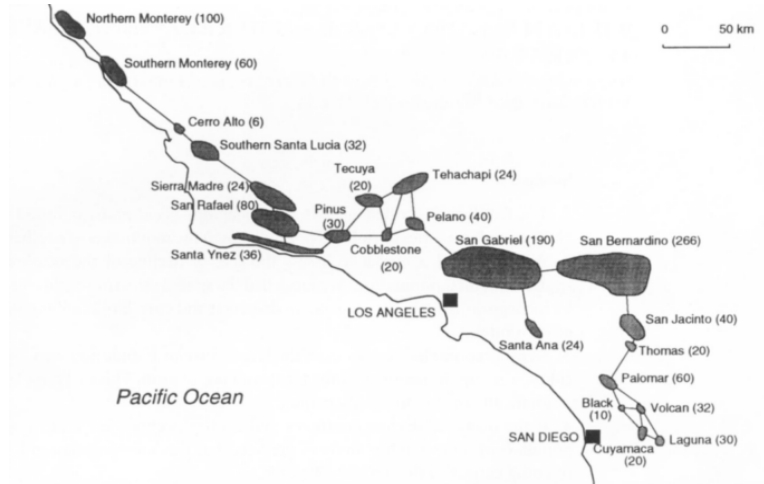 Northern Monterey (100)
0 50 km
Southern Monterey (60)
Cerro Alto (6)
Southern Santa Lucia (32)
Tecuya
(20)
Tehachapi (24)
Sierra Madre (24)
San Rafael (80)
Pinus
(30)
Pelano (40)
San Gabriel (190)
San Bernardino (266)
Santa Ynez (36)
Cobblestone
(20)
LOS ANGELES
San Jacinto (40)
Santa Ana (24)
Thomas (20)
Palomar (60)
Pacific Ocean
Black
(10)
Volcan (32)
SAN DIEGO
Laguna (30)
Cuyamaca
(20)